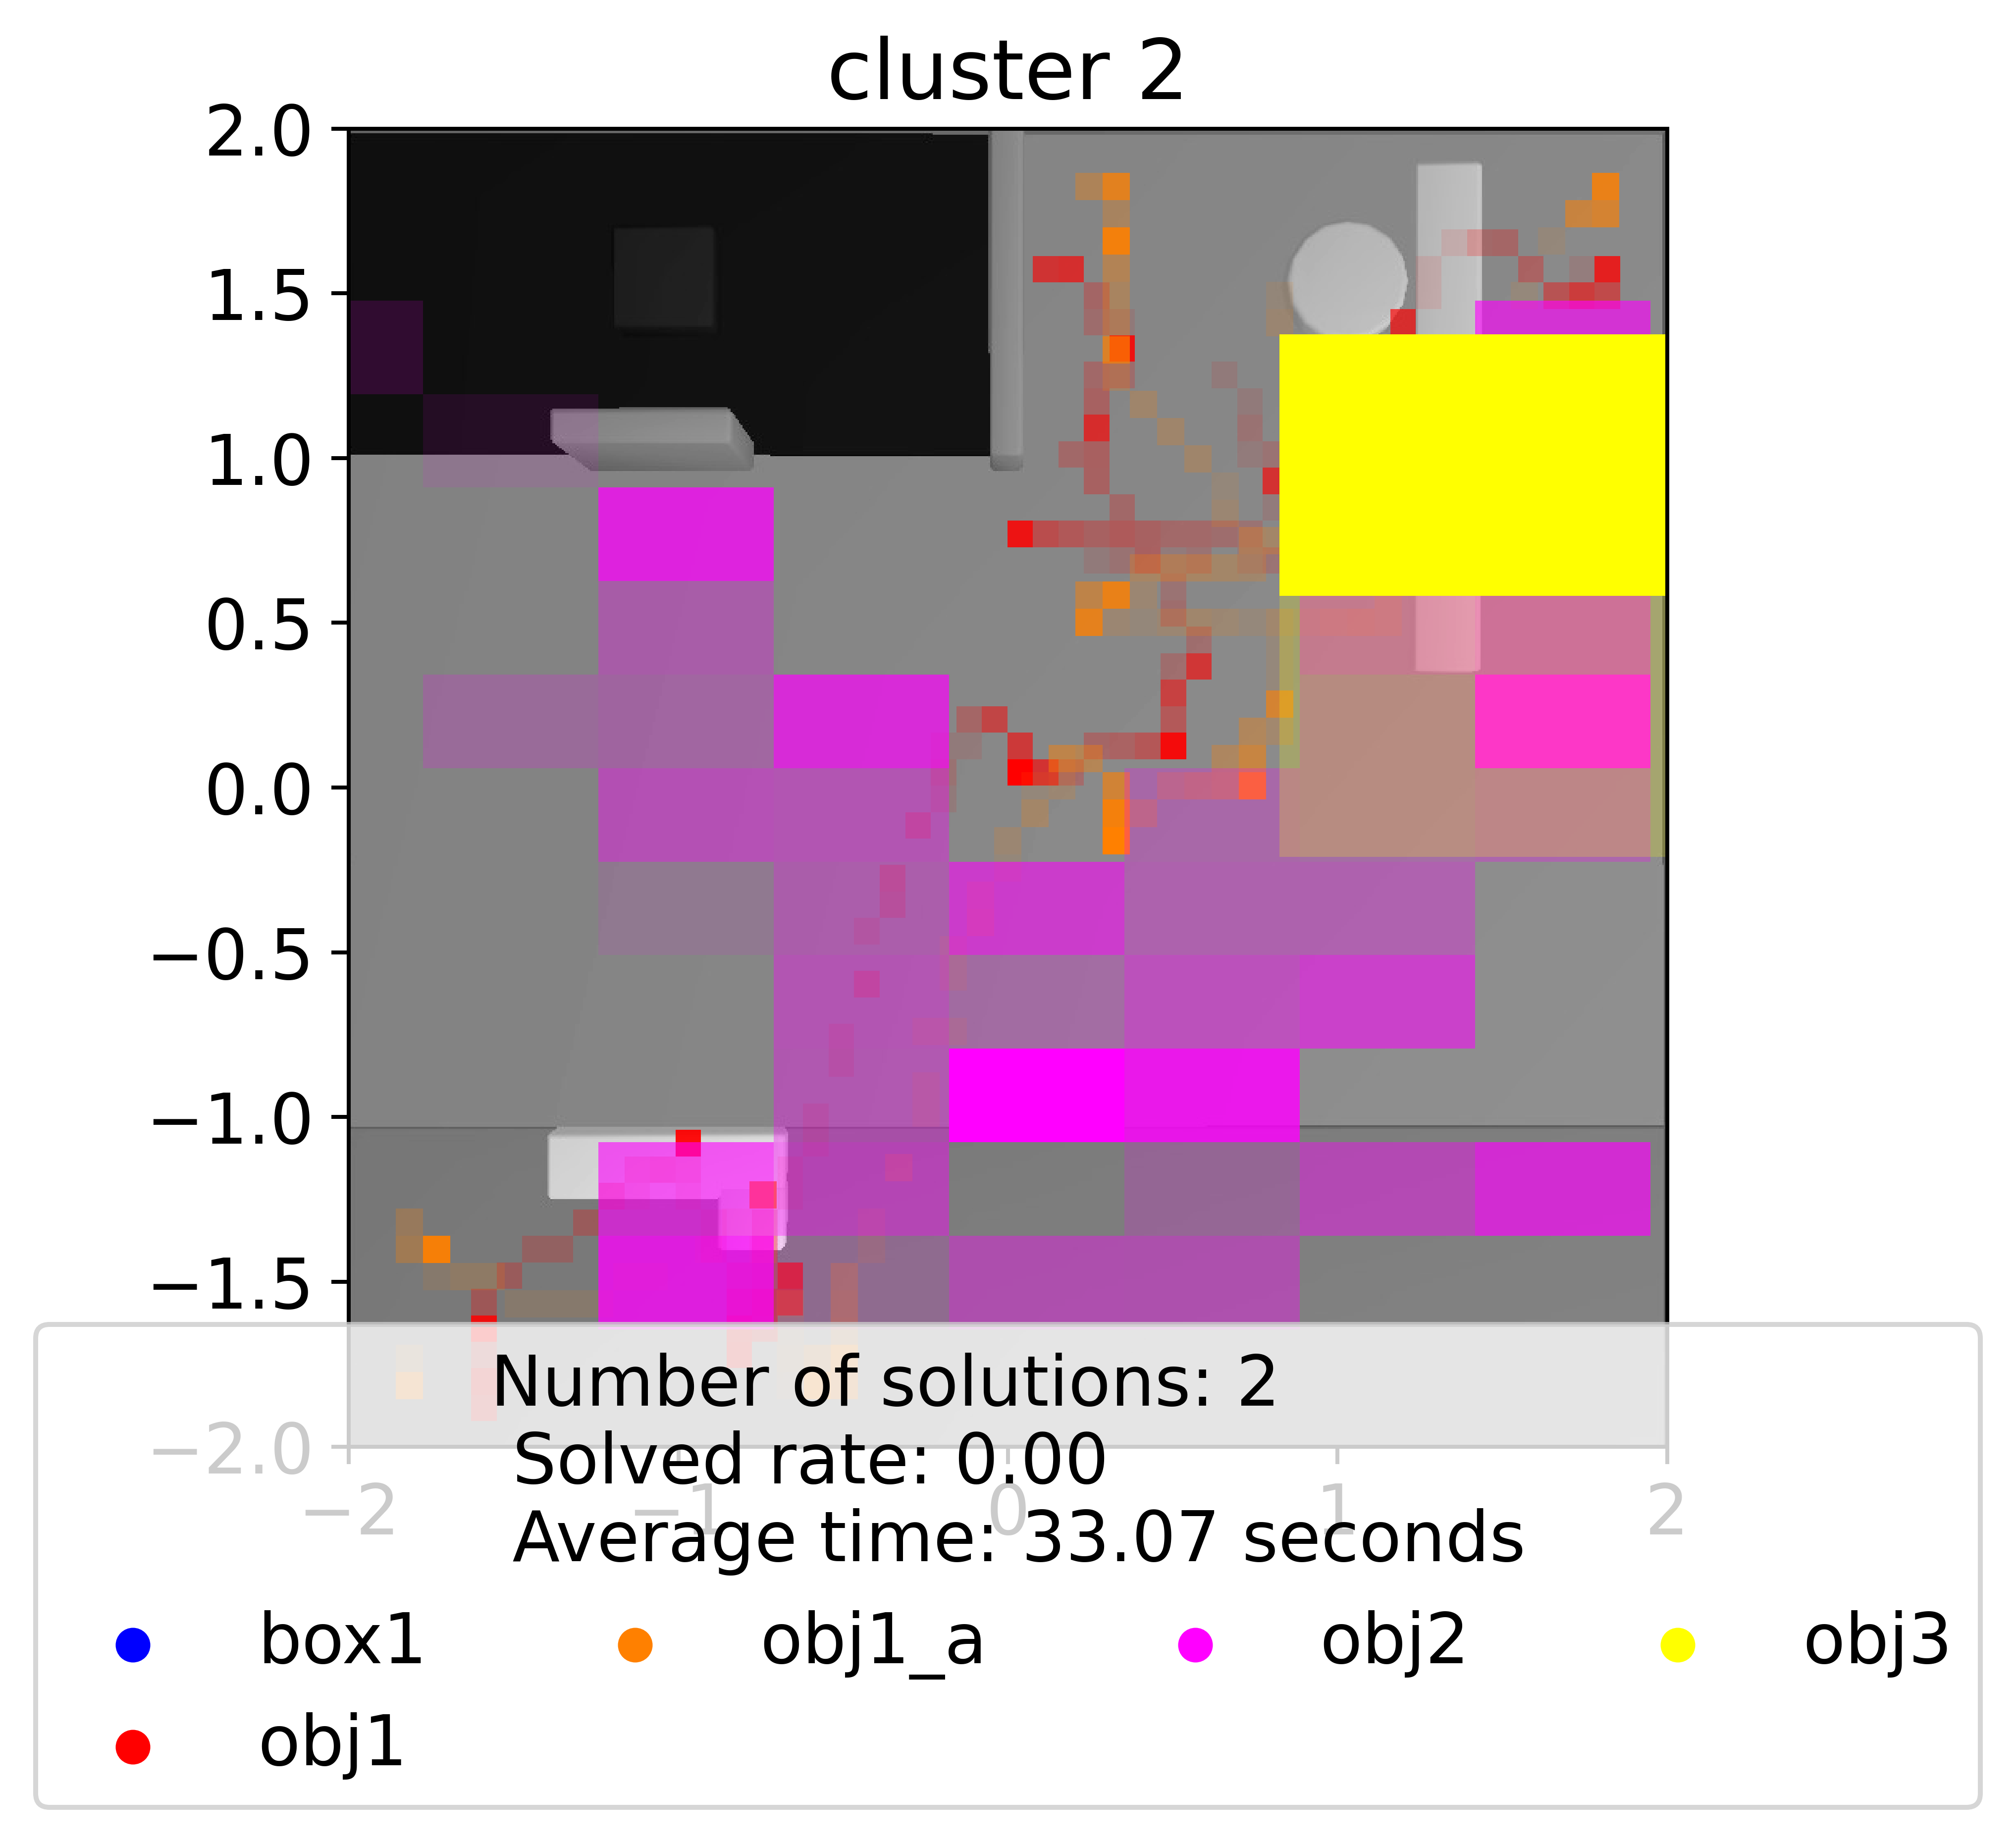 cluster 2
2.0
1.5
1.0
0.5
0.0
−0.5
−1.0
−1.5
−2.0
−2 −1 0 1 2
Number of solutions: 2
Solved rate: 0.00
Average time: 33.07 seconds
box1 obj1_a obj2 obj3
obj1